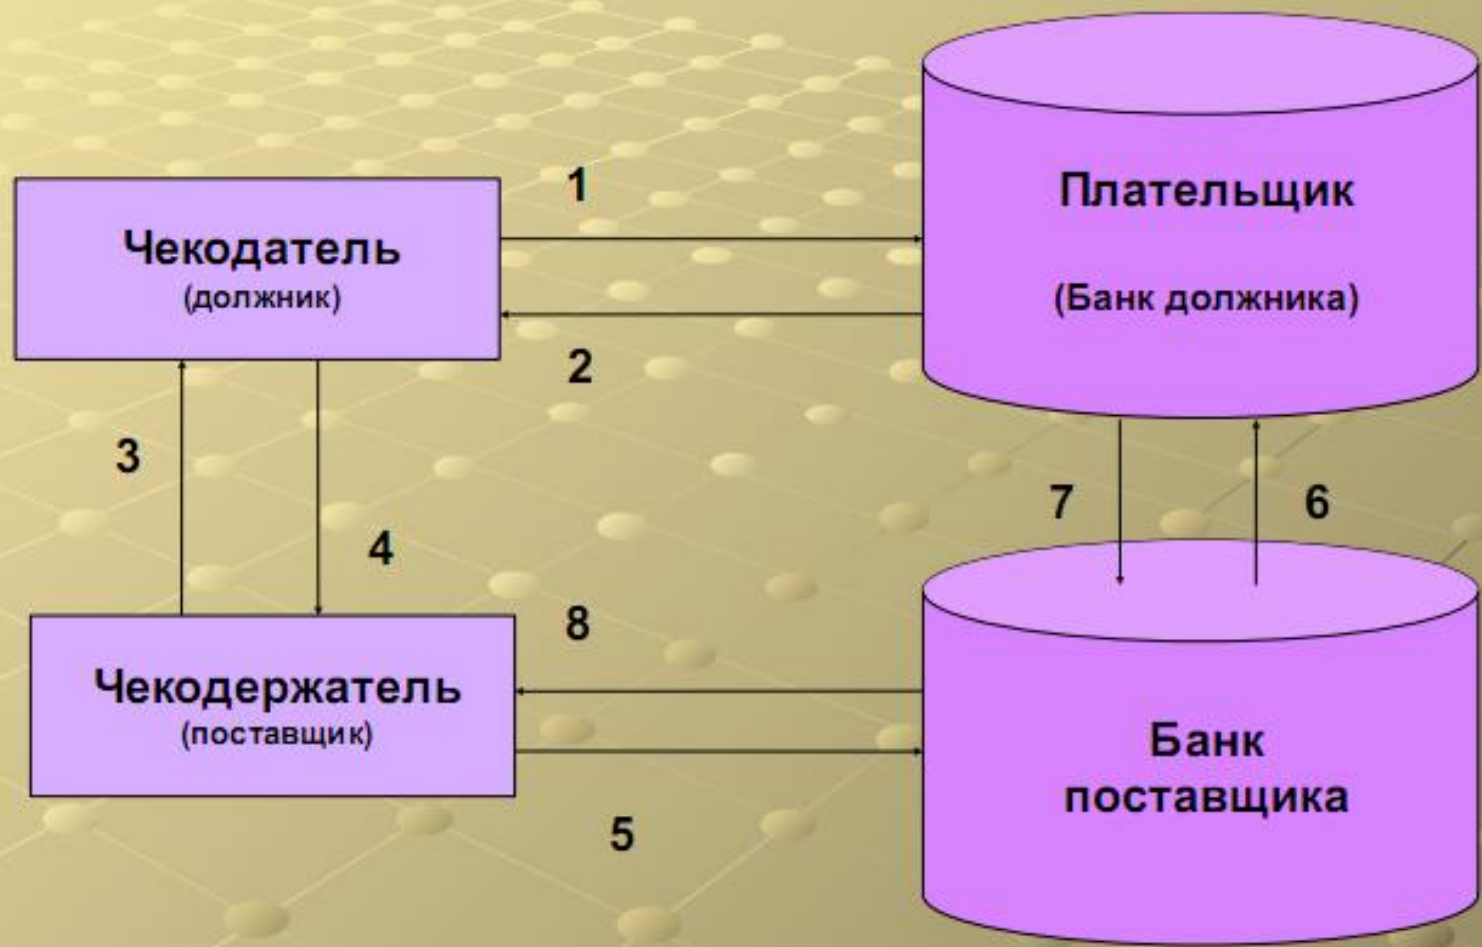 1
Плательщик
Чекодатель
(должник)
(Банк должника)
2
3
7
6
4
8
Чекодержатель
(поставщик)
Банк
поставщика
5